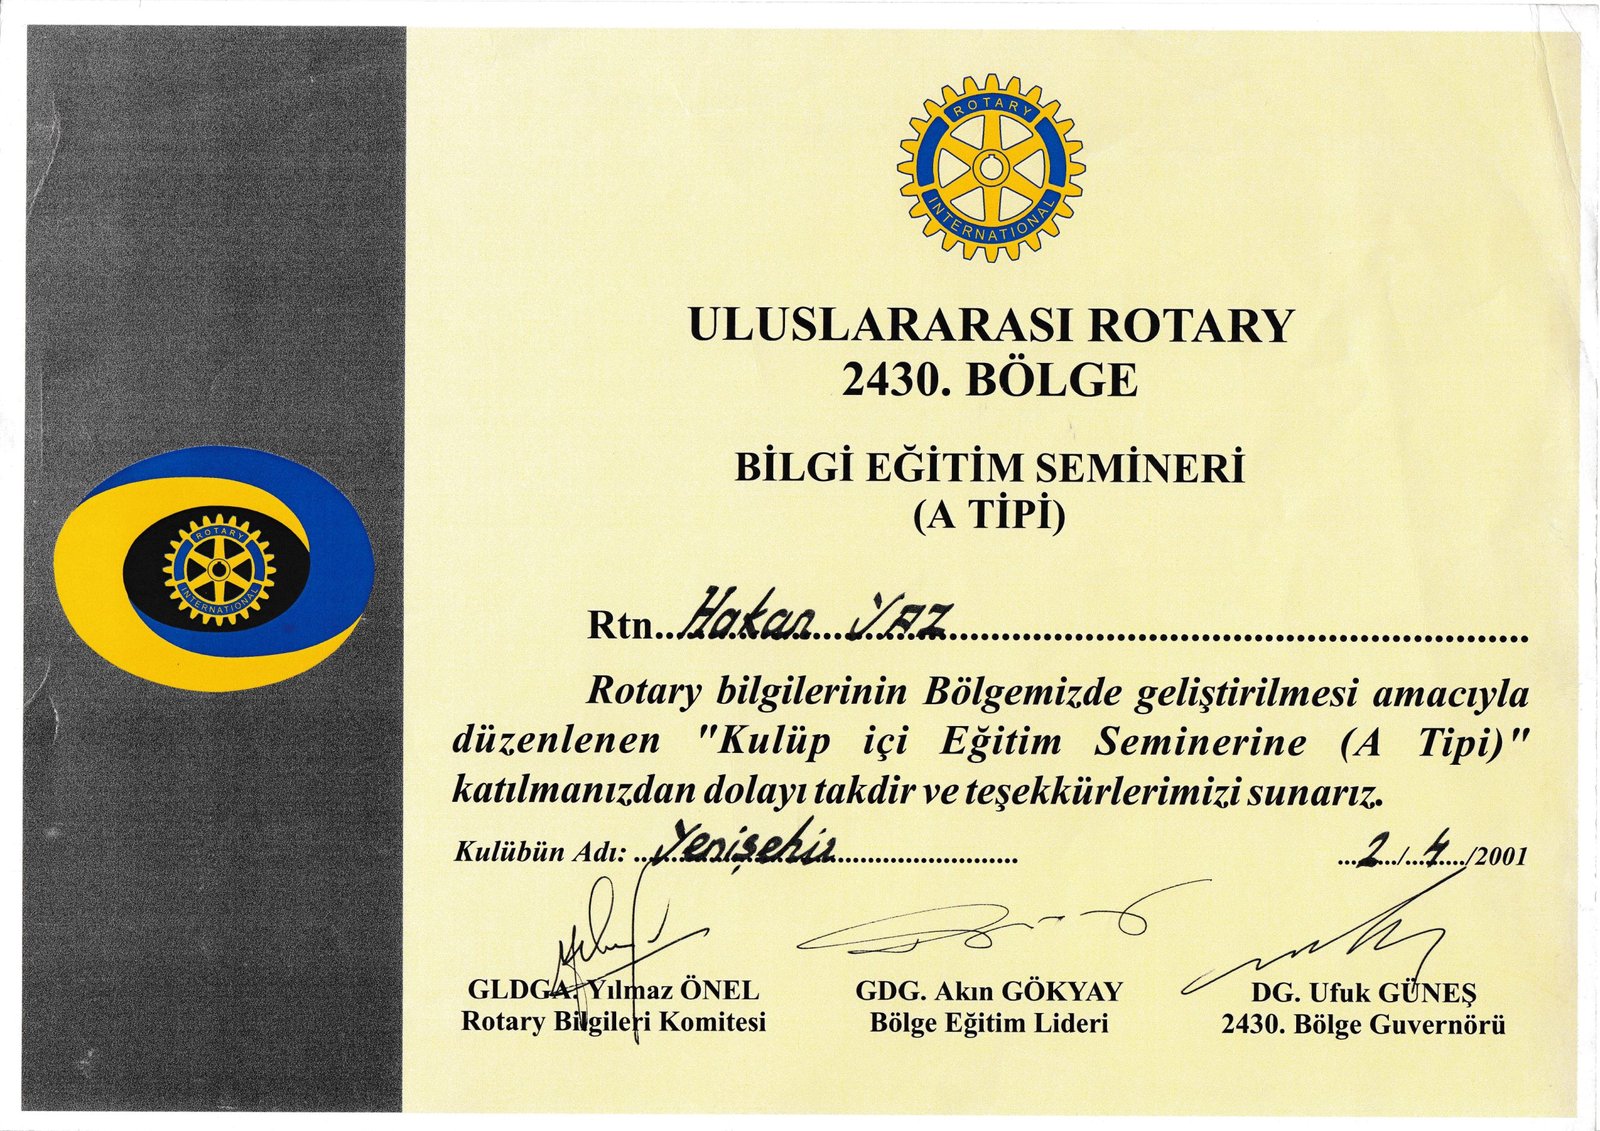 ROTARY
INTERNATIONAL
ULUSLARARASI ROTARY
2430. BÖLGE
BİLGİ EĞİTİM SEMİNERİ
(A TİPİ)
ROTARY
INTERNATIONAL
Rtn...Hakan YAZ...
Rotary bilgilerinin Bölgemizde geliştirilmesi amacıyla
düzenlenen "Kulüp içi Eğitim Seminerine (A Tipi)"
katılmanızdan dolayı takdir ve teşekkürlerimizi sunarız.
Kulübün Adı: ...Yenişehir... ...2.../...4.../2001
GLDGA. Yılmaz ÖNEL GDG. Akın GÖKYAY DG. Ufuk GÜNEŞ
Rotary Bilgileri Komitesi Bölge Eğitim Lideri 2430. Bölge Guvernörü